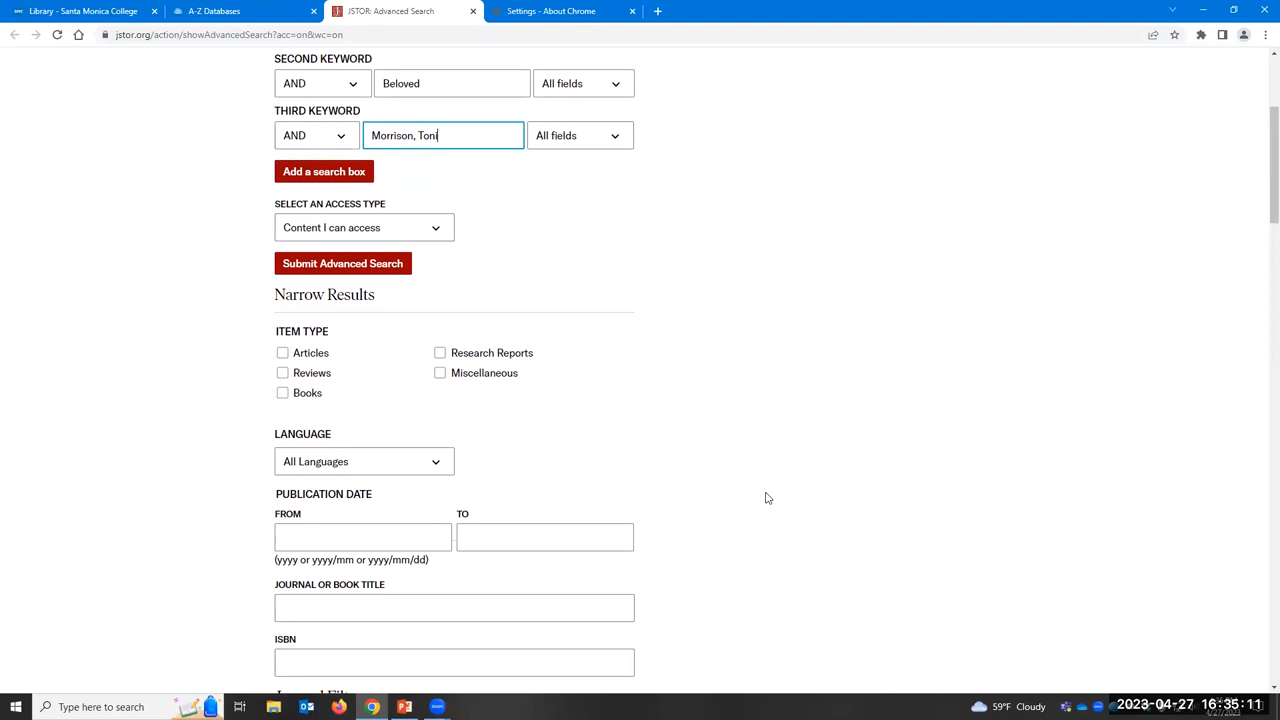 Library - Santa Monica College
A-Z Databases
JSTOR: Advanced Search
Settings - About Chrome
jstor.org/action/showAdvancedSearch?acc=on&wc=on
SECOND KEYWORD
AND Beloved All fields
THIRD KEYWORD
AND Morrison, Toni All fields
Add a search box
SELECT AN ACCESS TYPE
Content I can access
Submit Advanced Search
Narrow Results
ITEM TYPE
Articles Research Reports
Reviews Miscellaneous
Books
LANGUAGE
All Languages
PUBLICATION DATE
FROM TO
(yyyy or yyyy/mm or yyyy/mm/dd)
JOURNAL OR BOOK TITLE
ISBN
Type here to search
59°F Cloudy
2023-04-27 16:35:11